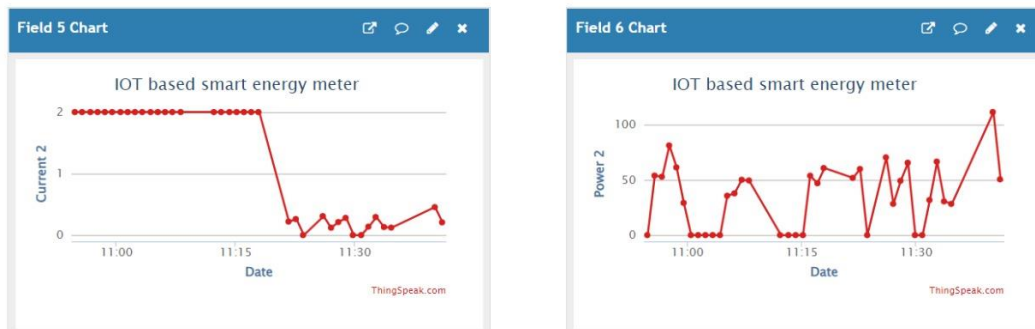 Field 5 Chart
IOT based smart energy meter
Current 2
2
1
0
11:00 11:15 11:30
Date
ThingSpeak.com
Field 6 Chart
IOT based smart energy meter
Power 2
100
50
0
11:00 11:15 11:30
Date
ThingSpeak.com